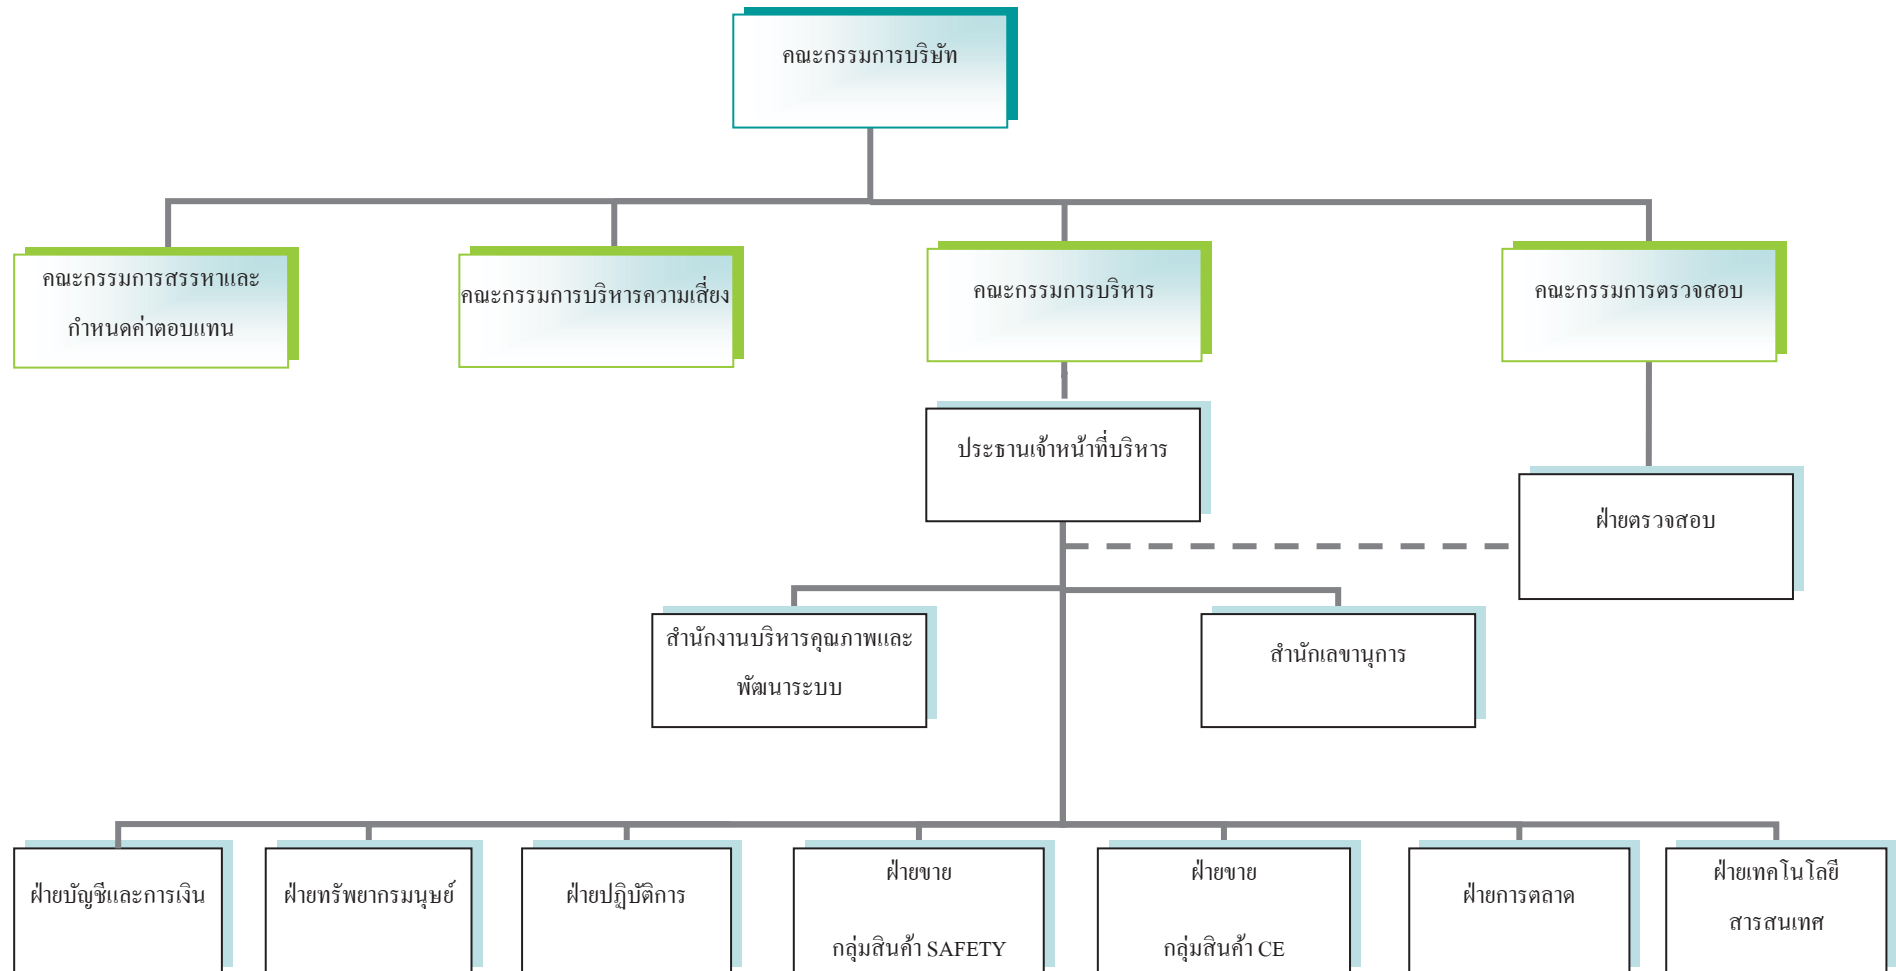 คณะกรรมการบริษัท
คณะกรรมการสรรหาและ
กำหนดค่าตอบแทน
คณะกรรมการบริหารความเสี่ยง
คณะกรรมการบริหาร
คณะกรรมการตรวจสอบ
ประธานเจ้าหน้าที่บริหาร
ฝ่ายตรวจสอบ
สำนักงานบริหารคุณภาพและ
พัฒนาระบบ
สำนักเลขานุการ
ฝ่ายบัญชีและการเงิน
ฝ่ายทรัพยากรมนุษย์
ฝ่ายปฏิบัติการ
ฝ่ายขาย
กลุ่มสินค้า SAFETY
ฝ่ายขาย
กลุ่มสินค้า CE
ฝ่ายการตลาด
ฝ่ายเทคโนโลยี
สารสนเทศ